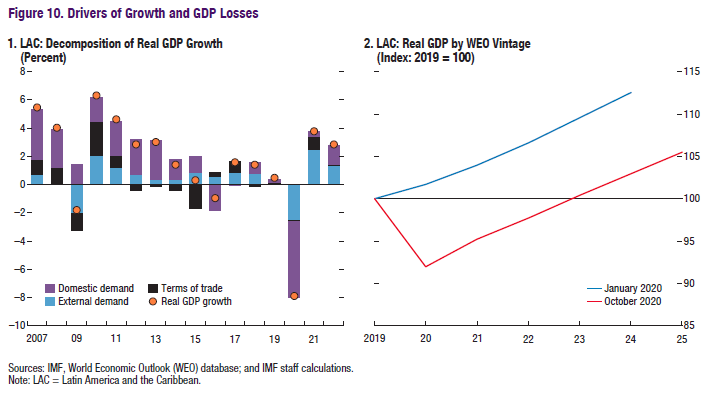 Figure 10. Drivers of Growth and GDP Losses
1. LAC: Decomposition of Real GDP Growth
(Percent)
8
6
4
2
0
–2
–4
–6
–8
–10
Domestic demand
Terms of trade
External demand
Real GDP growth
2007 09 11 13 15 17 19 21
2. LAC: Real GDP by WEO Vintage
(Index: 2019 = 100)
115
110
105
100
95
90
85
January 2020
October 2020
2019 20 21 22 23 24 25
Sources: IMF, World Economic Outlook (WEO) database; and IMF staff calculations.
Note: LAC = Latin America and the Caribbean.